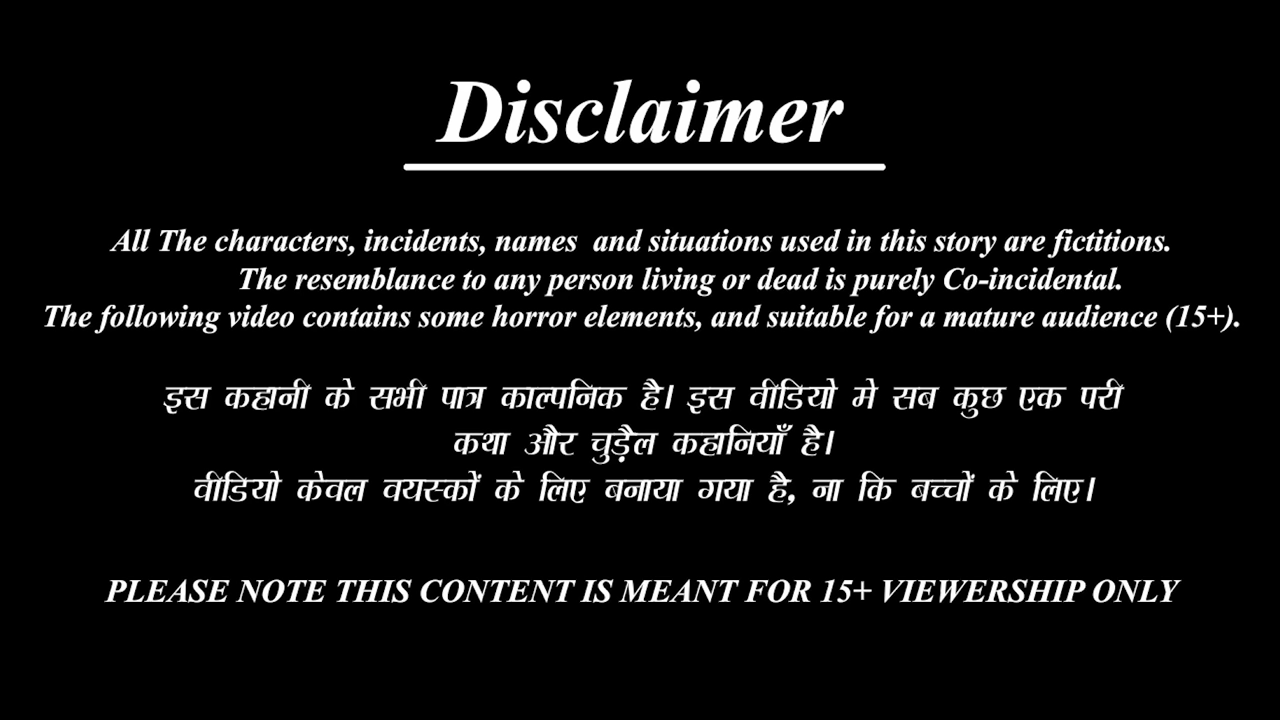 Disclaimer
All The characters, incidents, names and situations used in this story are fictitions.
The resemblance to any person living or dead is purely Co-incidental.
The following video contains some horror elements, and suitable for a mature audience (15+).
इस कहानी के सभी पात्र काल्पनिक है। इस वीडियो मे सब कुछ एक परी
कथा और चुड़ैल कहानियाँ है।
वीडियो केवल वयस्कों के लिए बनाया गया है, ना कि बच्चों के लिए।
PLEASE NOTE THIS CONTENT IS MEANT FOR 15+ VIEWERSHIP ONLY